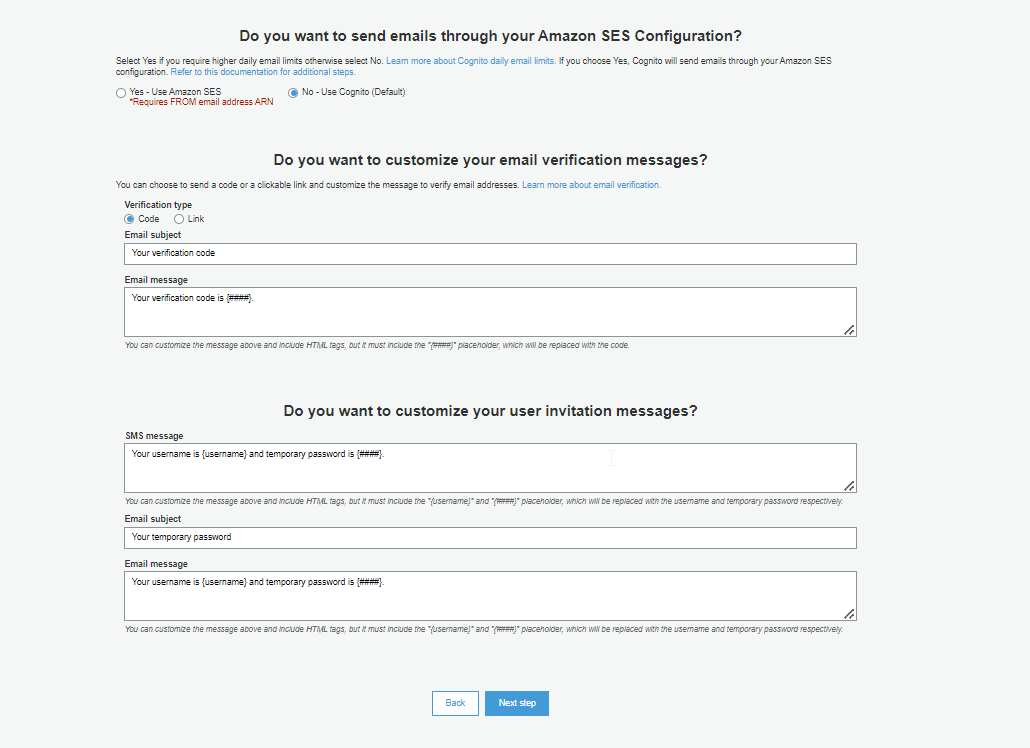 Do you want to send emails through your Amazon SES Configuration?
Select Yes if you require higher daily email limits otherwise select No. Learn more about Cognito daily email limits. If you choose Yes, Cognito will send emails through your Amazon SES
configuration. Refer to this documentation for additional steps.
Yes - Use Amazon SES
*Requires FROM email address ARN
No - Use Cognito (Default)
Do you want to customize your email verification messages?
You can choose to send a code or a clickable link and customize the message to verify email addresses. Learn more about email verification.
Verification type
Code Link
Email subject
Your verification code
Email message
Your verification code is {####}.
You can customize the message above and include HTML tags, but it must include the "{####}" placeholder, which will be replaced with the code.
Do you want to customize your user invitation messages?
SMS message
Your username is {username} and temporary password is {####}.
You can customize the message above and include HTML tags, but it must include the "{username}" and "{####}" placeholder, which will be replaced with the username and temporary password respectively.
Email subject
Your temporary password
Email message
Your username is {username} and temporary password is {####}.
You can customize the message above and include HTML tags, but it must include the "{username}" and "{####}" placeholder, which will be replaced with the username and temporary password respectively.
Back Next step